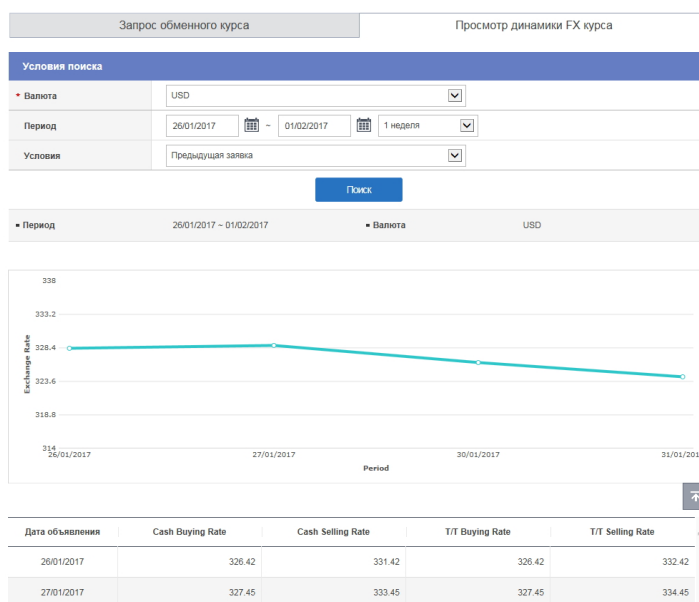 Запрос обменного курса Просмотр динамики FX курса
Условия поиска
* Валюта USD
Период 26/01/2017 ~ 01/02/2017 1 неделя
Условия Предыдущая заявка
Поиск
Период 26/01/2017 ~ 01/02/2017 Валюта USD
338
333.2
328.4
323.6
318.8
314
Exchange Rate
26/01/2017 27/01/2017 30/01/2017 31/01/201
Period
Дата объявления Cash Buying Rate Cash Selling Rate T/T Buying Rate T/T Selling Rate
26/01/2017 326.42 331.42 326.42 332.42
27/01/2017 327.45 333.45 327.45 334.45